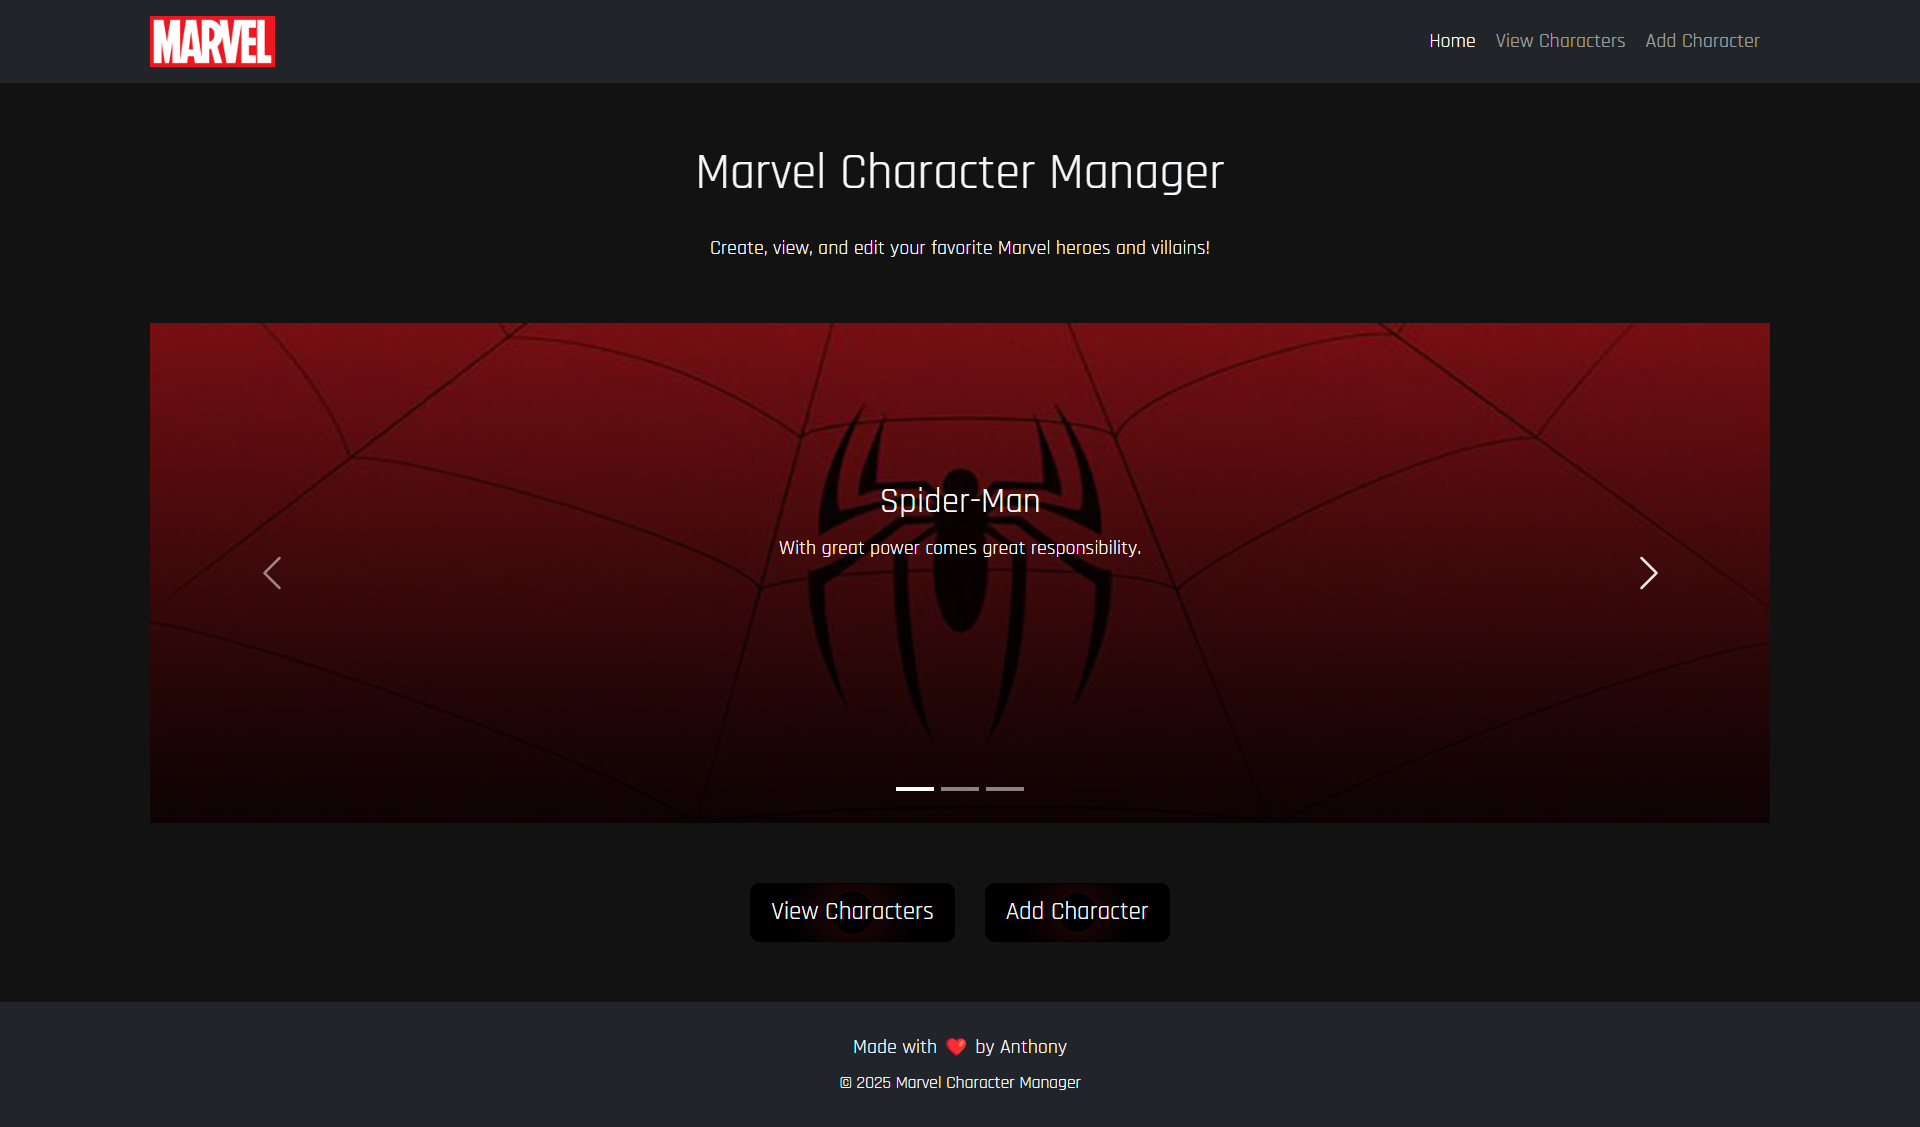 MARVEL
Home View Characters Add Character
Marvel Character Manager
Create, view, and edit your favorite Marvel heroes and villains!
Spider-Man
With great power comes great responsibility.
View Characters Add Character
Made with ❤️ by Anthony
© 2025 Marvel Character Manager